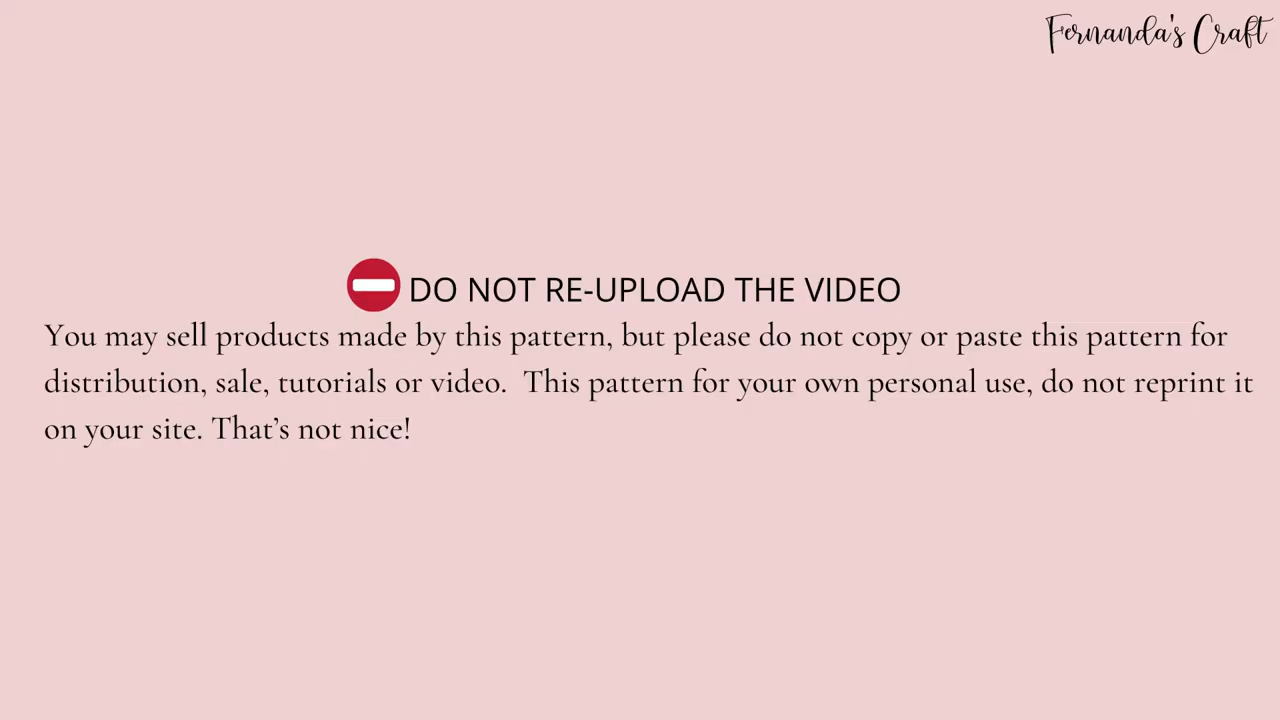 Fernanda's Craft
⛔ DO NOT RE-UPLOAD THE VIDEO
You may sell products made by this pattern, but please do not copy or paste this pattern for
distribution, sale, tutorials or video.  This pattern for your own personal use, do not reprint it
on your site. That’s not nice!